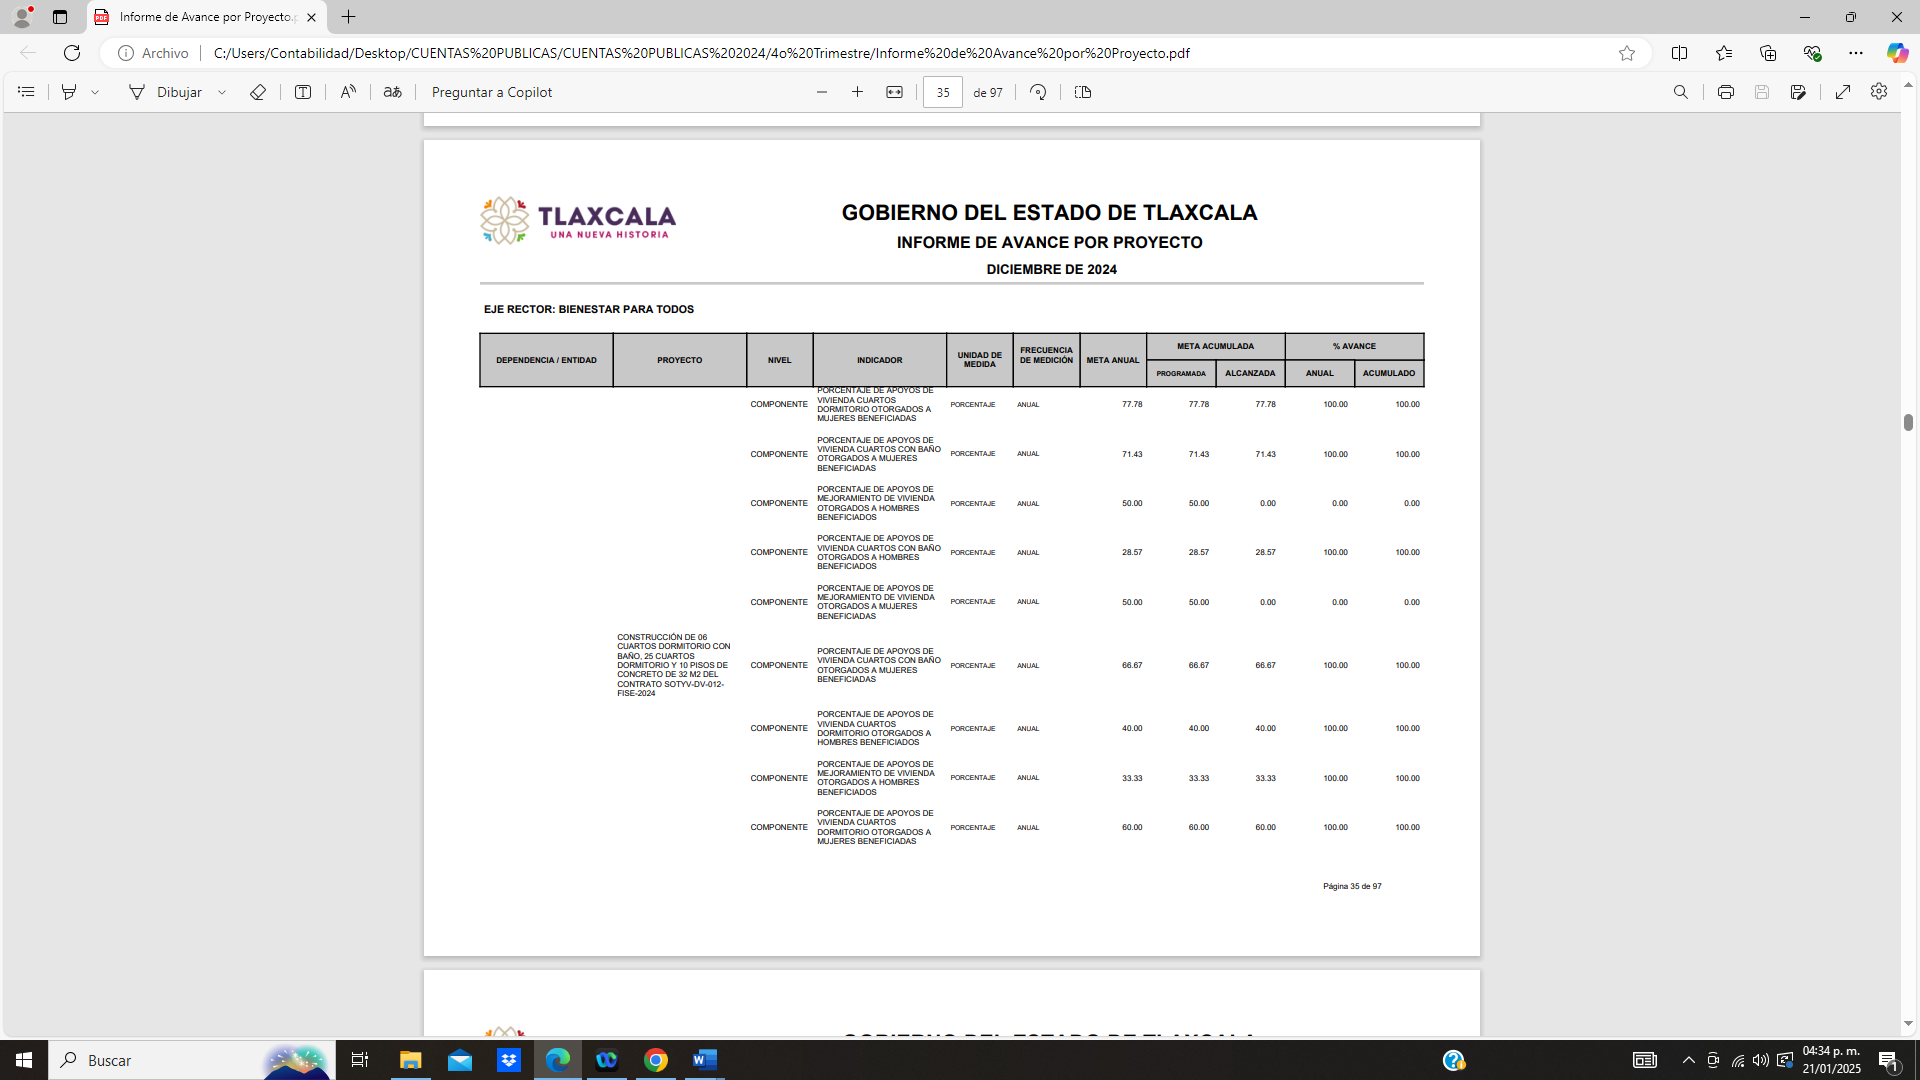 Informe de Avance por Proyecto.p
Archivo
C:/Users/Contabilidad/Desktop/CUENTAS%20PUBLICAS/CUENTAS%20PUBLICAS%202024/4o%20Trimestre/Informe%20de%20Avance%20por%20Proyecto.pdf
Dibujar
aあ
Preguntar a Copilot
35
de 97
TLAXCALA
UNA NUEVA HISTORIA
GOBIERNO DEL ESTADO DE TLAXCALA
INFORME DE AVANCE POR PROYECTO
DICIEMBRE DE 2024
EJE RECTOR: BIENESTAR PARA TODOS
DEPENDENCIA / ENTIDAD
PROYECTO
NIVEL
INDICADOR
UNIDAD DE
MEDIDA
FRECUENCIA
DE MEDICIÓN
META ANUAL
META ACUMULADA
PROGRAMADA
ALCANZADA
% AVANCE
ANUAL
ACUMULADO
COMPONENTE
PORCENTAJE DE APOYOS DE
VIVIENDA CUARTOS
DORMITORIO OTORGADOS A
MUJERES BENEFICIADAS
PORCENTAJE ANUAL 77.78 77.78 77.78 100.00 100.00
COMPONENTE
PORCENTAJE DE APOYOS DE
VIVIENDA CUARTOS CON BAÑO
OTORGADOS A MUJERES
BENEFICIADAS
PORCENTAJE ANUAL 71.43 71.43 71.43 100.00 100.00
COMPONENTE
PORCENTAJE DE APOYOS DE
MEJORAMIENTO DE VIVIENDA
OTORGADOS A HOMBRES
BENEFICIADOS
PORCENTAJE ANUAL 50.00 50.00 0.00 0.00 0.00
COMPONENTE
PORCENTAJE DE APOYOS DE
VIVIENDA CUARTOS CON BAÑO
OTORGADOS A HOMBRES
BENEFICIADOS
PORCENTAJE ANUAL 28.57 28.57 28.57 100.00 100.00
COMPONENTE
PORCENTAJE DE APOYOS DE
MEJORAMIENTO DE VIVIENDA
OTORGADOS A MUJERES
BENEFICIADAS
PORCENTAJE ANUAL 50.00 50.00 0.00 0.00 0.00
CONSTRUCCIÓN DE 06
CUARTOS DORMITORIO CON
BAÑO, 25 CUARTOS
DORMITORIO Y 10 PISOS DE
CONCRETO DE 32 M2 DEL
CONTRATO SOTYV-DV-012-
FISE-2024
COMPONENTE
PORCENTAJE DE APOYOS DE
VIVIENDA CUARTOS CON BAÑO
OTORGADOS A MUJERES
BENEFICIADAS
PORCENTAJE ANUAL 66.67 66.67 66.67 100.00 100.00
COMPONENTE
PORCENTAJE DE APOYOS DE
VIVIENDA CUARTOS
DORMITORIO OTORGADOS A
HOMBRES BENEFICIADOS
PORCENTAJE ANUAL 40.00 40.00 40.00 100.00 100.00
COMPONENTE
PORCENTAJE DE APOYOS DE
MEJORAMIENTO DE VIVIENDA
OTORGADOS A HOMBRES
BENEFICIADOS
PORCENTAJE ANUAL 33.33 33.33 33.33 100.00 100.00
COMPONENTE
PORCENTAJE DE APOYOS DE
VIVIENDA CUARTOS
DORMITORIO OTORGADOS A
MUJERES BENEFICIADAS
PORCENTAJE ANUAL 60.00 60.00 60.00 100.00 100.00
Página 35 de 97
GOBIERNO DEL ESTADO DE TLAXCALA
Buscar
04:34 p. m.
21/01/2025
1